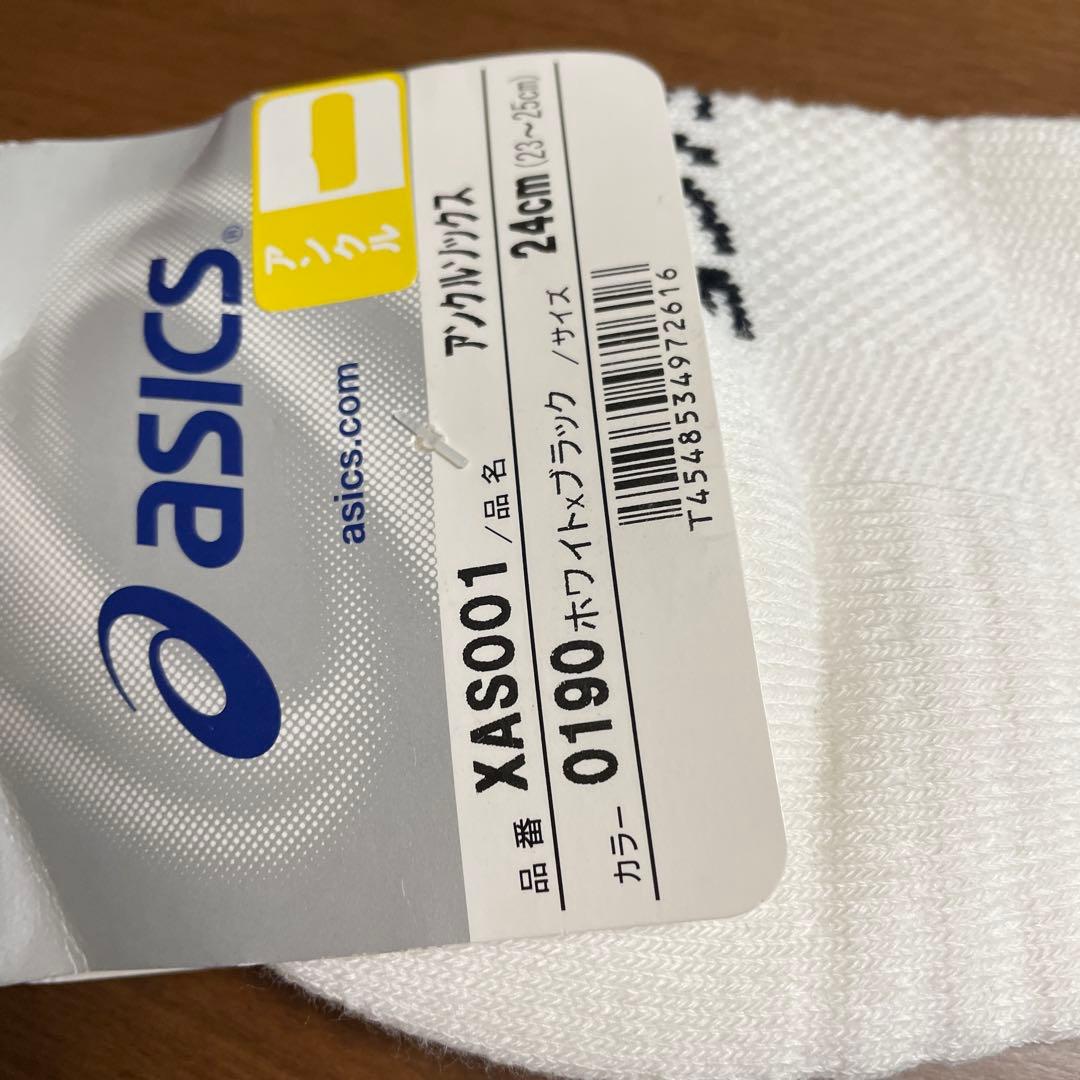 asics®
asics.com
アンクル
品番 XAS001 /品名 アンクルソックス
カラー 0190 ホワイト×ブラック /サイズ 24cm (23~25cm)
T4548534972616